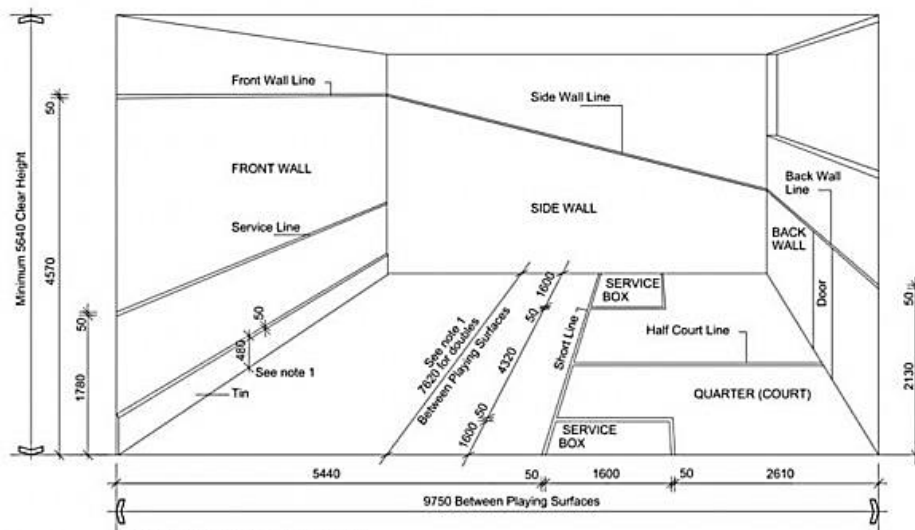 Front Wall Line
Side Wall Line
FRONT WALL
Back Wall
Line
SIDE WALL
BACK
WALL
Service Line
Door
Minimum 5640 Clear Height
50
4570
50
1780
50
480
See note 1
Tin
See note 1
7620 for doubles
Between Playing Surfaces
1600
50
4320
50
1600
Short Line
SERVICE
BOX
Half Court Line
QUARTER (COURT)
SERVICE
BOX
50
2130
5440
50
1600
50
2610
9750 Between Playing Surfaces